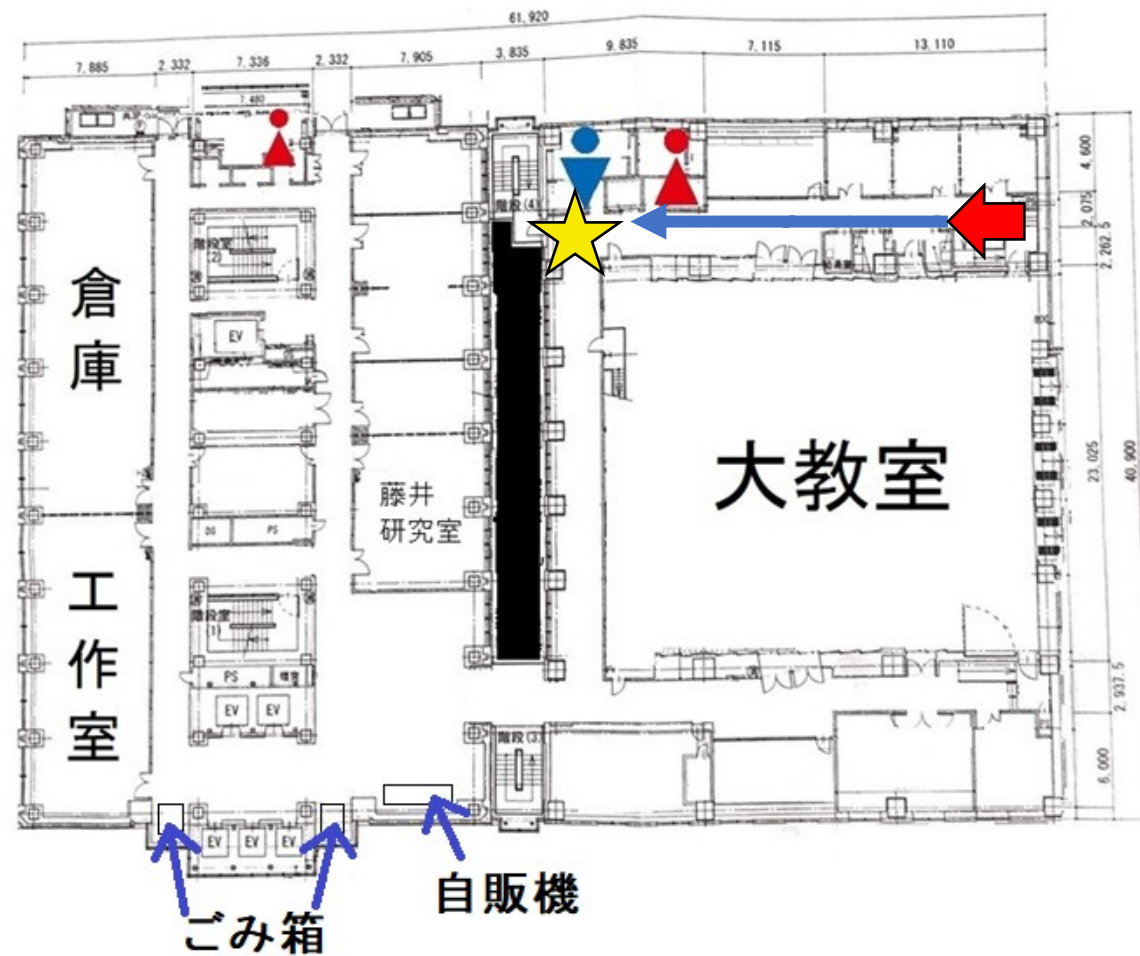 61,920
7,885
2,332
7,336
2,332
7,905
3,835
9,835
7,115
13,110
7,480
4,600
2,075
2,262.5
階段(4)
階段室
(2)
倉庫
EV
大教室
23,025
40,900
藤井
研究室
DS
PS
工作室
階段室
(1)
PS
EV
EV
2,937.5
階段(3)
6,000
EV
EV
EV
自販機
ごみ箱